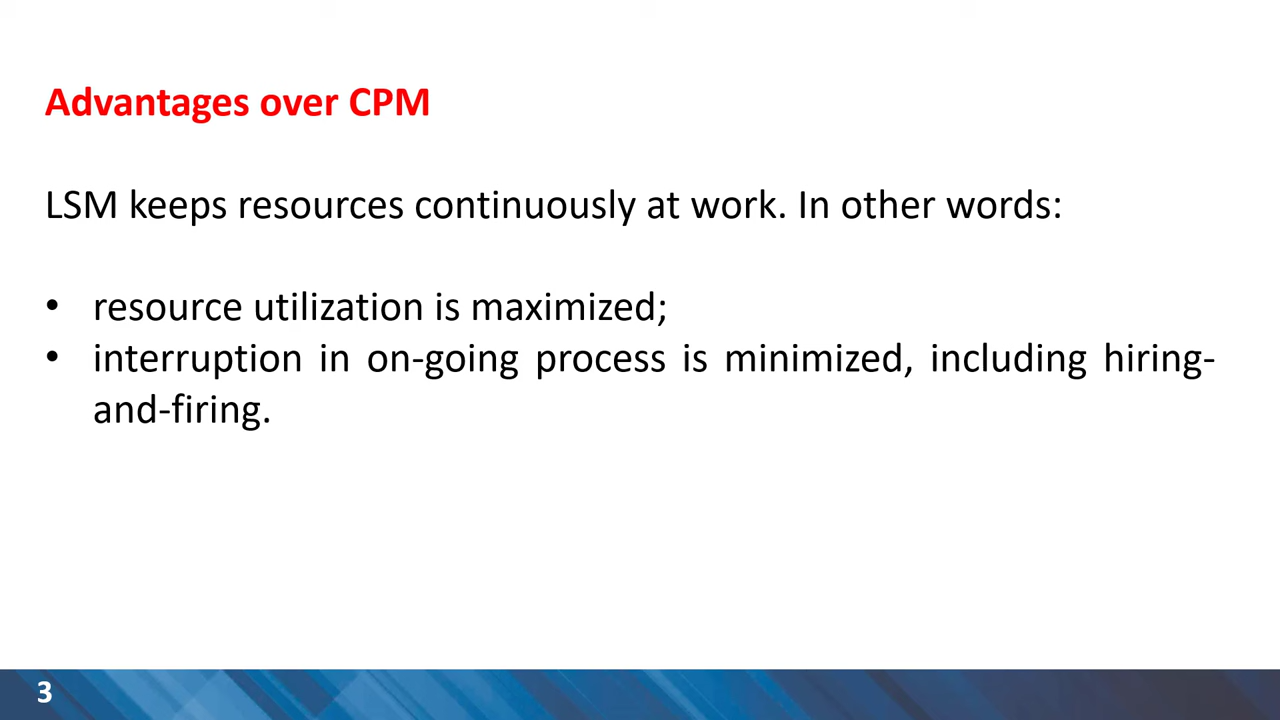 Advantages over CPM
LSM keeps resources continuously at work. In other words:
• resource utilization is maximized;
• interruption in on-going process is minimized, including hiring-
and-firing.
3